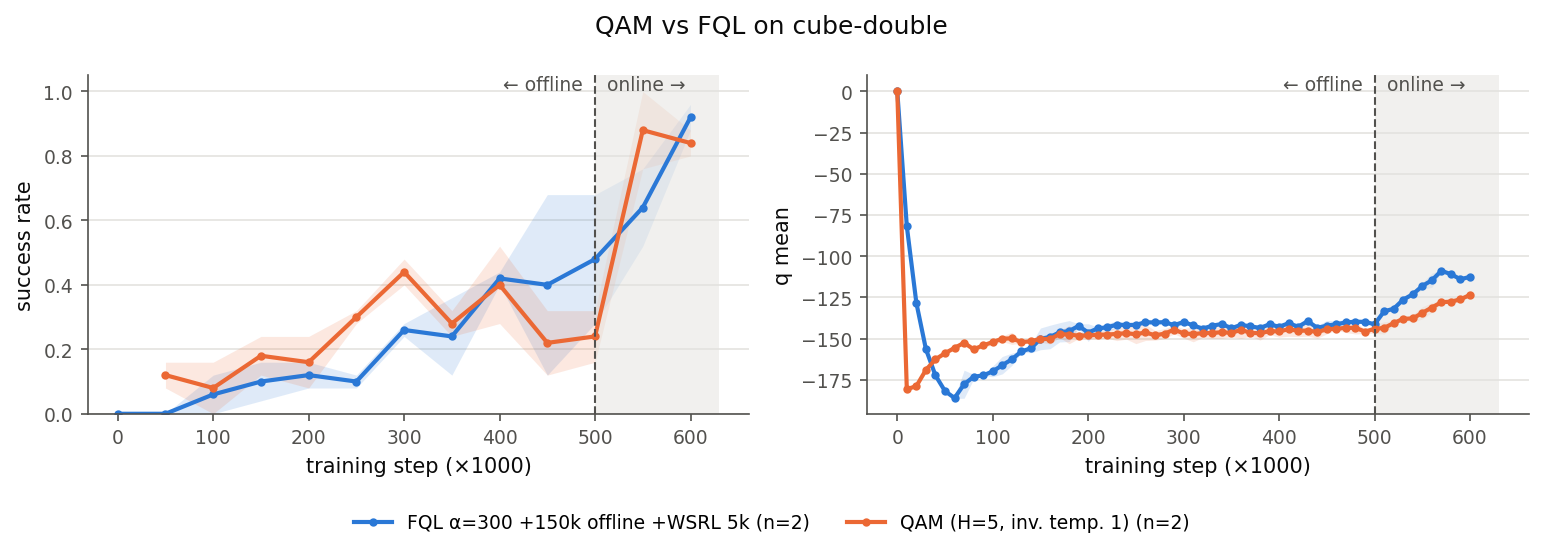 QAM vs FQL on cube-double
← offline
online →
1.0
0.8
0.6
0.4
0.2
0.0
success rate
0
100
200
300
400
500
600
training step (×1000)
← offline
online →
0
−25
−50
−75
−100
−125
−150
−175
q mean
0
100
200
300
400
500
600
training step (×1000)
FQL α=300 +150k offline +WSRL 5k (n=2)
QAM (H=5, inv. temp. 1) (n=2)